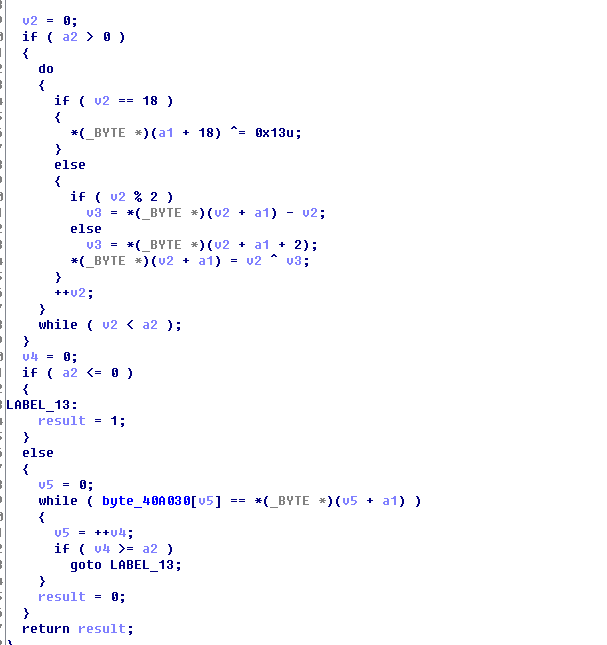 v2 = 0;
if ( a2 > 0 )
{
do
{
if ( v2 == 18 )
{
*(_BYTE *)(a1 + 18) ^= 0x13u;
}
else
{
if ( v2 % 2 )
v3 = *(_BYTE *)(v2 + a1) - v2;
else
v3 = *(_BYTE *)(v2 + a1 + 2);
*(_BYTE *)(v2 + a1) = v2 ^ v3;
}
++v2;
}
while ( v2 < a2 );
}
v4 = 0;
if ( a2 <= 0 )
{
LABEL_13:
result = 1;
}
else
{
v5 = 0;
while ( byte_40A030[v5] == *(_BYTE *)(v5 + a1) )
{
v5 = ++v4;
if ( v4 >= a2 )
goto LABEL_13;
}
result = 0;
}
return result;